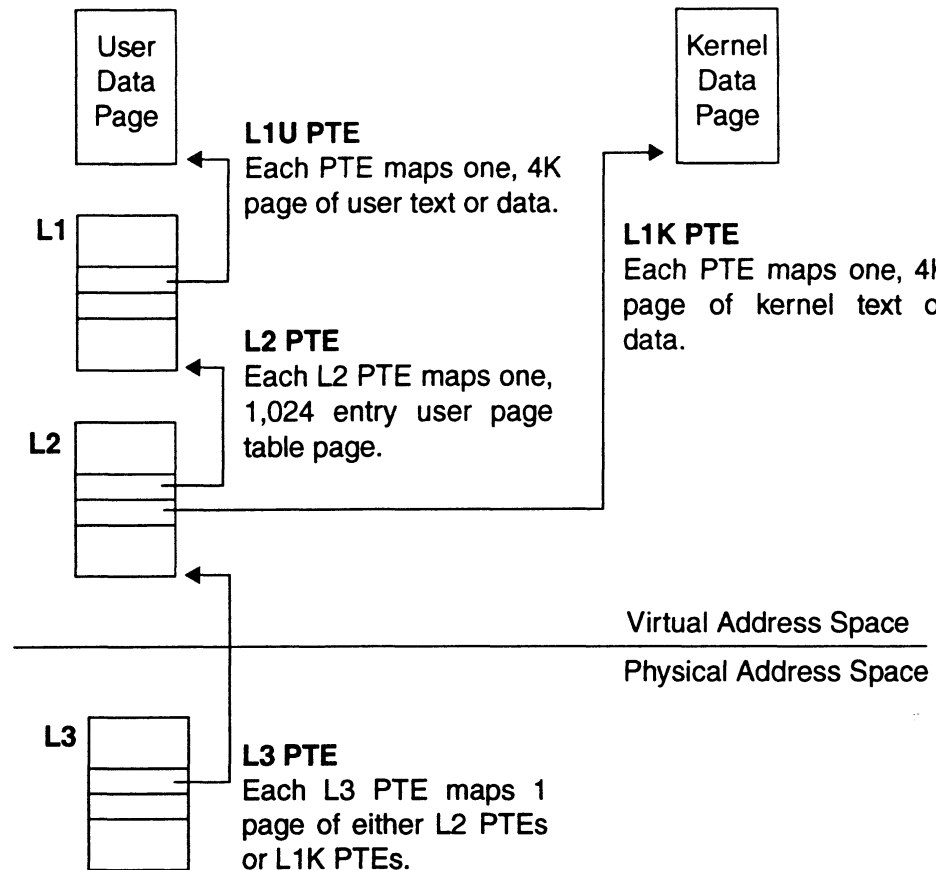 User
Data
Page
Kernel
Data
Page
L1U PTE
Each PTE maps one, 4K
page of user text or data.
L1
L1K PTE
Each PTE maps one, 4K
page of kernel text o
data.
L2 PTE
Each L2 PTE maps one,
1,024 entry user page
table page.
L2
Virtual Address Space
Physical Address Space
L3
L3 PTE
Each L3 PTE maps 1
page of either L2 PTEs
or L1K PTEs.